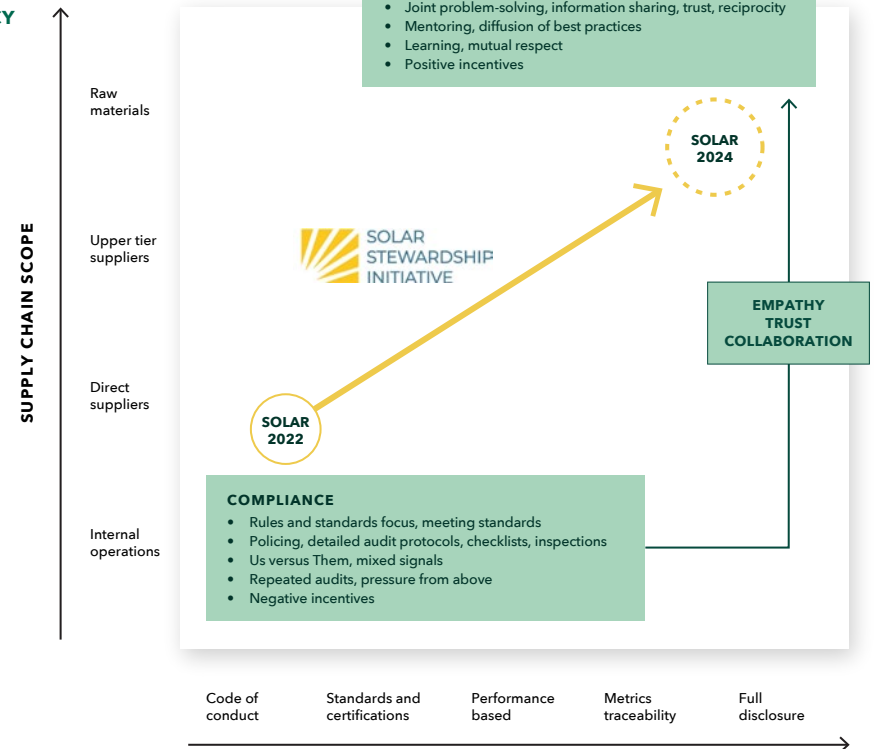 • Joint problem-solving, information sharing, trust, reciprocity
• Mentoring, diffusion of best practices
• Learning, mutual respect
• Positive incentives
Raw
materials
SOLAR
2024
Upper tier
suppliers
SOLAR
STEWARDSHIP
INITIATIVE
SUPPLY CHAIN SCOPE
EMPATHY
TRUST
COLLABORATION
Direct
suppliers
SOLAR
2022
COMPLIANCE
• Rules and standards focus, meeting standards
• Policing, detailed audit protocols, checklists, inspections
• Us versus Them, mixed signals
• Repeated audits, pressure from above
• Negative incentives
Internal
operations
Code of
conduct
Standards and
certifications
Performance
based
Metrics
traceability
Full
disclosure